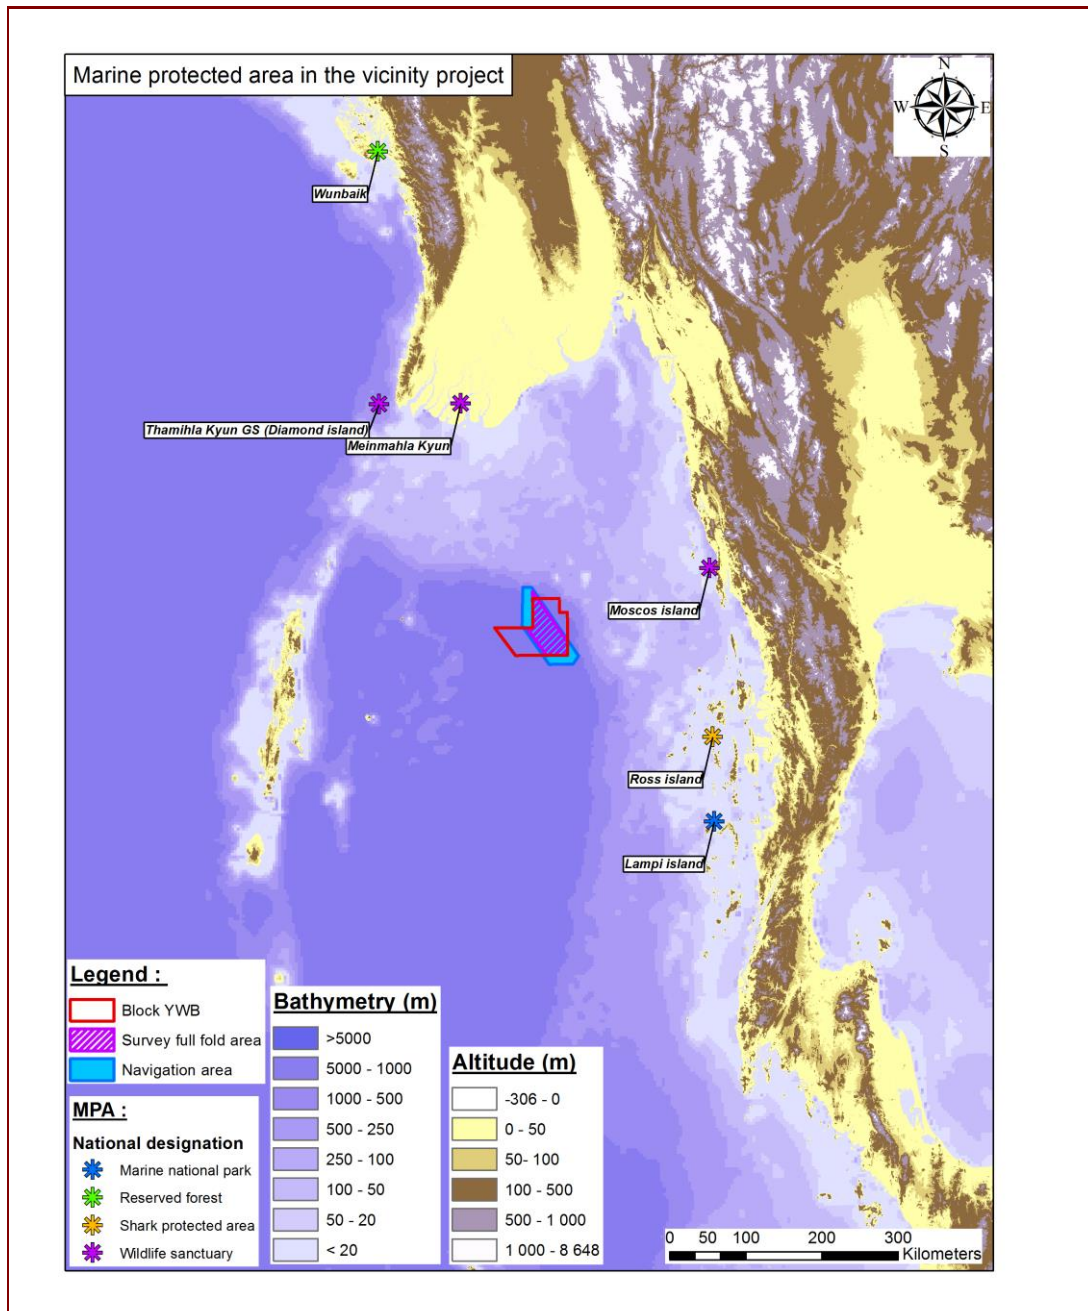 Marine protected area in the vicinity project
N
W
E
S
Wunbaik
Thamihla Kyun GS (Diamond island)
Meinmahla Kyun
Moscos island
Ross island
Lampi island
Legend :
Block YWB
Survey full fold area
Navigation area
MPA :
National designation
Marine national park
Reserved forest
Shark protected area
Wildlife sanctuary
Bathymetry (m)
>5000
5000 - 1000
1000 - 500
500 - 250
250 - 100
100 - 50
50 - 20
< 20
Altitude (m)
-306 - 0
0 - 50
50- 100
100 - 500
500 - 1 000
1 000 - 8 648
0 50 100 200 300
Kilometers